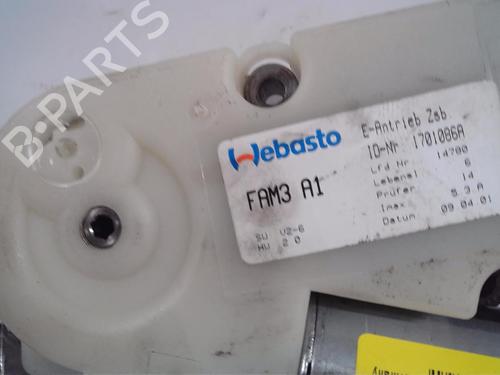 B-PARTS
Webasto
FAM3 A1
SW V2-6
HW 2 0
E-Antrieb Zsb.
ID-Nr 1701086A
Lfd Nr. 14780
Lebensl 6
Prüfer 14
Imax 5.3 A
Datum 09.04.01